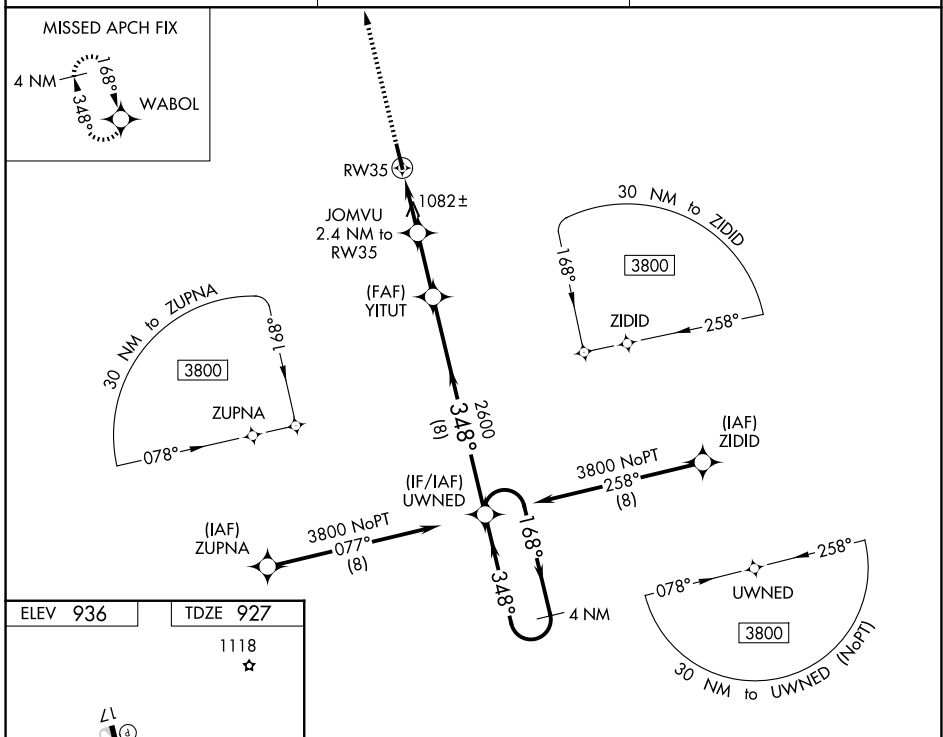 MISSED APCH FIX
4 NM
168°
348°
WABOL
RW35
1082±
JOMVU
2.4 NM to
RW35
(FAF)
YITUT
30 NM to ZIDID
168°
3800
ZIDID
258°
30 NM to ZUPNA
168°
3800
ZUPNA
078°
2600
348°
(8)
(IAF)
ZIDID
3800 NoPT
258°
(8)
(IF/IAF)
UWNED
(IAF)
ZUPNA
3800 NoPT
077°
(8)
168°
348°
4 NM
078°
258°
UWNED
3800
30 NM to UWNED (NoPT)
ELEV 936
TDZE 927
1118
17
P